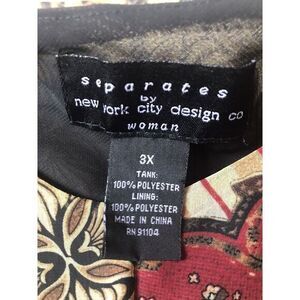 separates
by
new york city design co
woman
3X
TANK:
100% POLYESTER
LINING:
100% POLYESTER
MADE IN CHINA
RN 91104